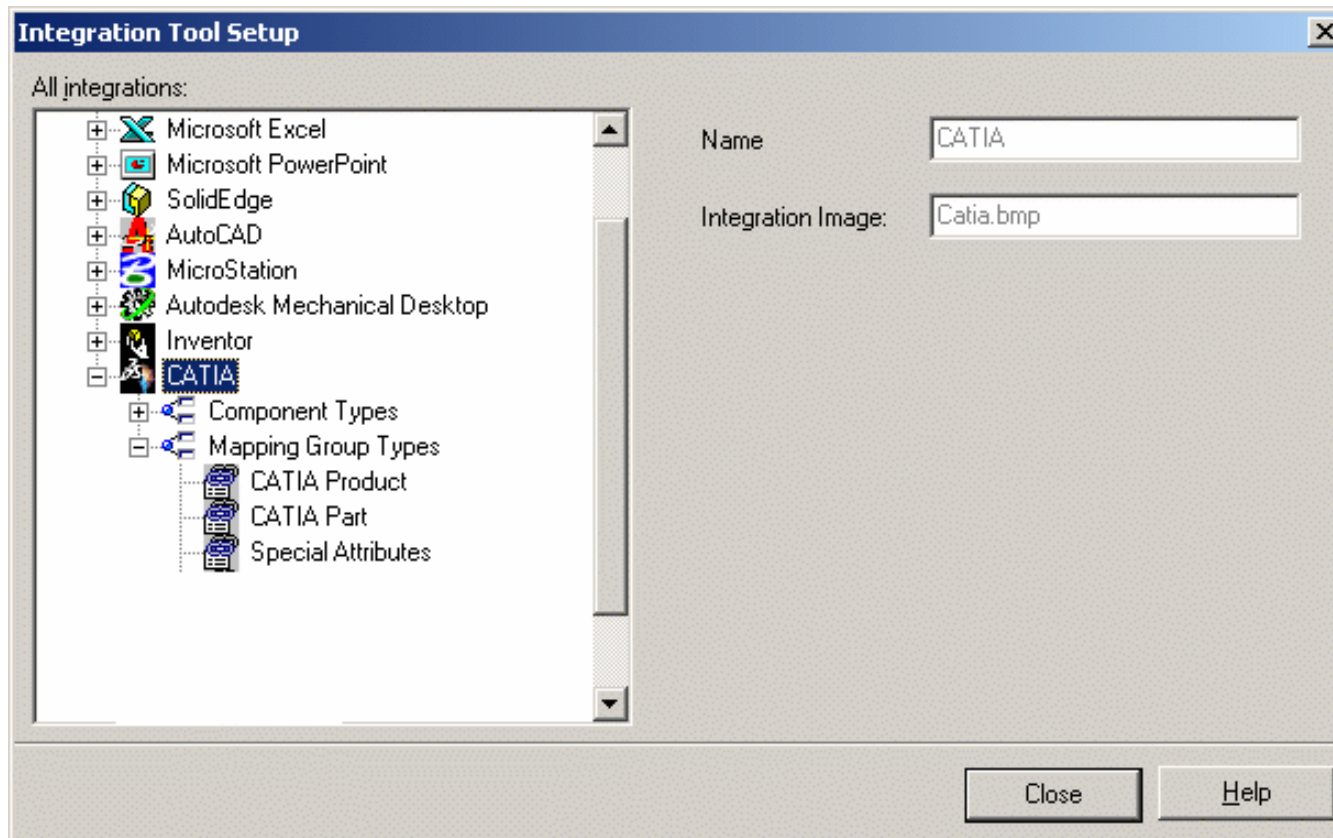 Integration Tool Setup
All integrations:
Microsoft Excel
Microsoft PowerPoint
SolidEdge
AutoCAD
MicroStation
Autodesk Mechanical Desktop
Inventor
CATIA
Component Types
Mapping Group Types
CATIA Product
CATIA Part
Special Attributes
Name
CATIA
Integration Image:
Catia.bmp
Close
Help